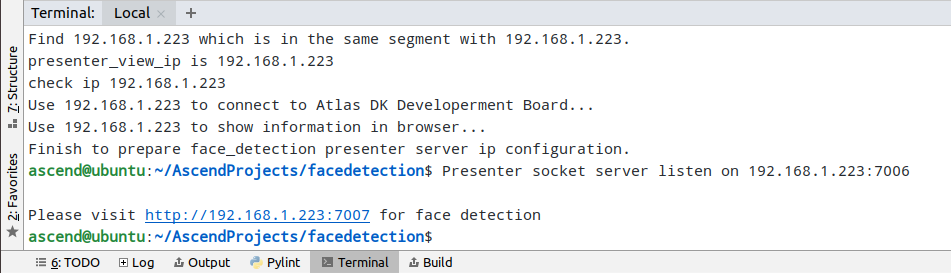 Terminal: Local × +
Find 192.168.1.223 which is in the same segment with 192.168.1.223.
presenter_view_ip is 192.168.1.223
check ip 192.168.1.223
Use 192.168.1.223 to connect to Atlas DK Developerment Board...
Use 192.168.1.223 to show information in browser...
Finish to prepare face_detection presenter server ip configuration.
ascend@ubuntu:~/AscendProjects/facedetection$ Presenter socket server listen on 192.168.1.223:7006
Please visit http://192.168.1.223:7007 for face detection
ascend@ubuntu:~/AscendProjects/facedetection$
7: Structure
2: Favorites
6: TODO Log Output Pylint Terminal Build